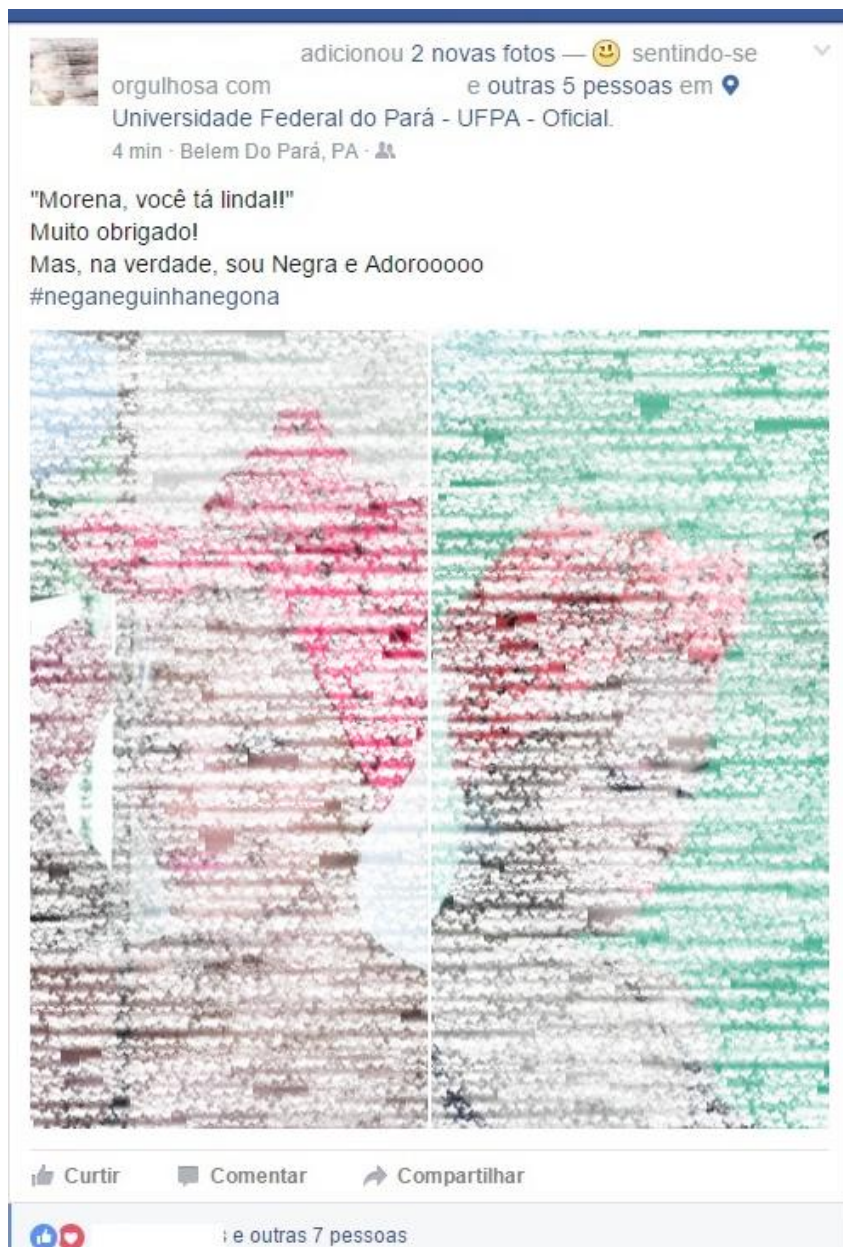 adicionou 2 novas fotos — sentindo-se
orgulhosa com e outras 5 pessoas em
Universidade Federal do Pará - UFPA - Oficial.
4 min · Belem Do Pará, PA ·
"Morena, você tá linda!!"
Muito obrigado!
Mas, na verdade, sou Negra e Adorooooo
#neganeguinhanegona
Curtir Comentar Compartilhar
e outras 7 pessoas